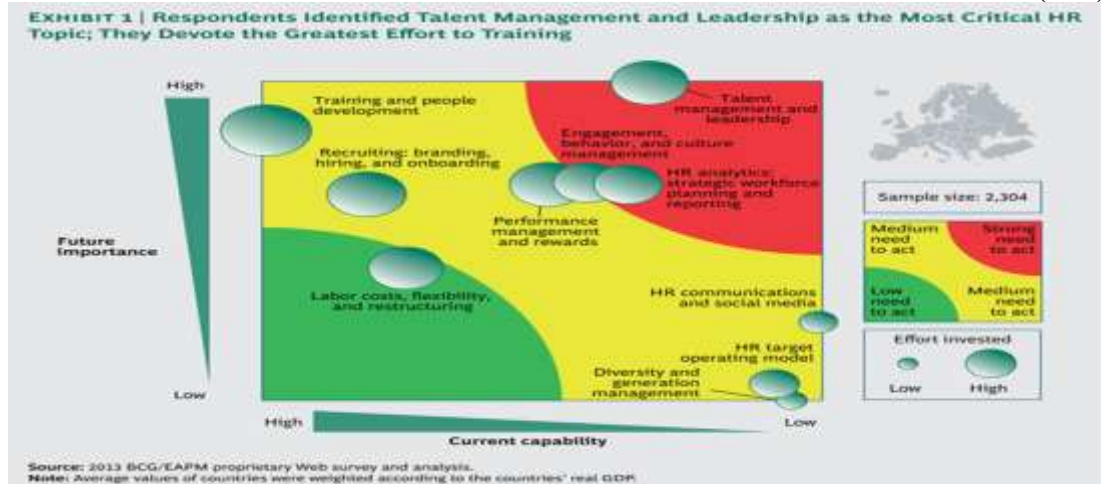 EXHIBIT 1 | Respondents Identified Talent Management and Leadership as the Most Critical HR
Topic; They Devote the Greatest Effort to Training
High
Future
importance
Low
Training and people
development
Recruiting: branding,
hiring, and onboarding
Talent
management and
leadership
Engagement,
behavior, and culture
management
HR analytics:
strategic workforce
planning and
reporting
Performance
management
and rewards
Labor costs, flexibility,
and restructuring
HR communications
and social media
HR target
operating model
Diversity and
generation
management
High
Low
Current capability
Sample size: 2,304
Medium
need
to act
Strong
need
to act
Low
need
to act
Medium
need
to act
Effort invested
Low
High
Source: 2013 BCG/EAPM proprietary Web survey and analysis.
Note: Average values of countries were weighted according to the countries' real GDP.